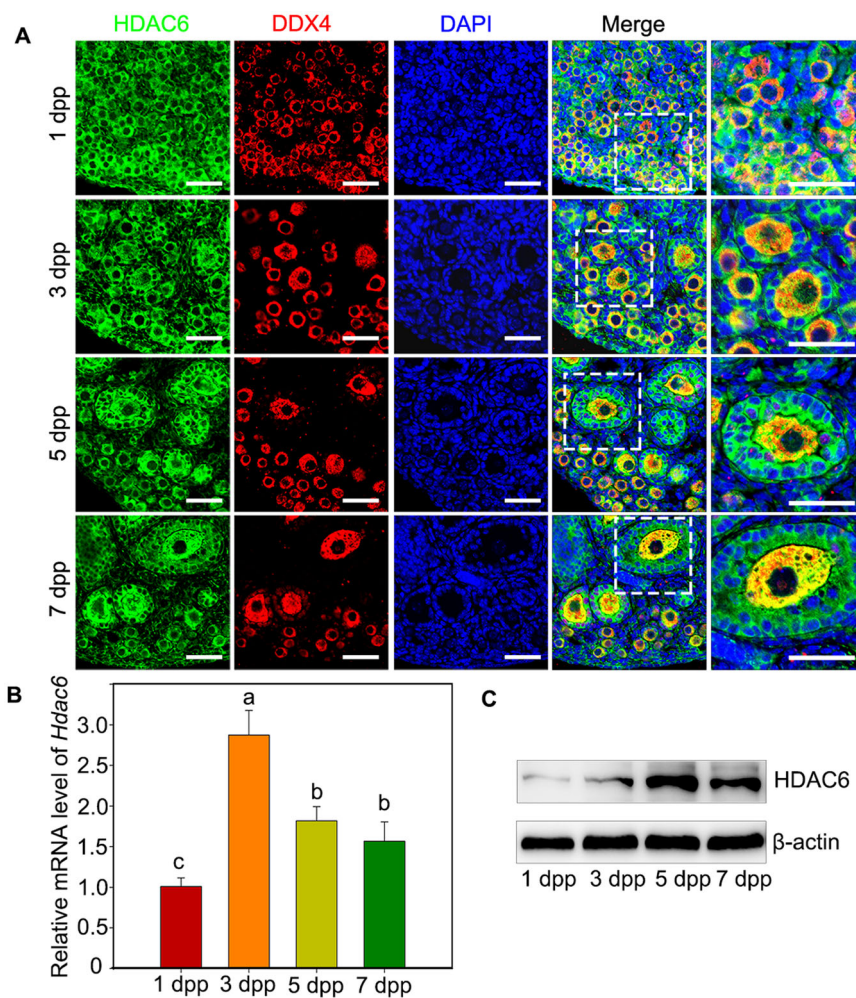 A
HDAC6 DDX4 DAPI Merge
1 dpp
3 dpp
5 dpp
7 dpp
B
Relative mRNA level of Hdac6
3.0
2.5
2.0
1.5
1.0
0.5
0
c
a
b
b
1 dpp 3 dpp 5 dpp 7 dpp
C
HDAC6
β-actin
1 dpp 3 dpp 5 dpp 7 dpp